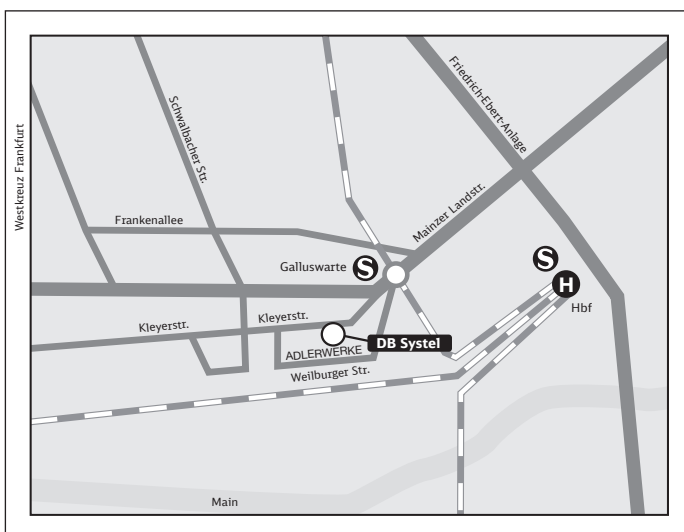 Westkreuz Frankfurt
Schwalbacher Str.
Friedrich-Ebert-Anlage
Frankenallee
Mainzer Landstr.
Galluswarte
S
S
H
Hbf
Kleyerstr.
Kleyerstr.
DB Systel
ADLERWERKE
Weilburger Str.
Main